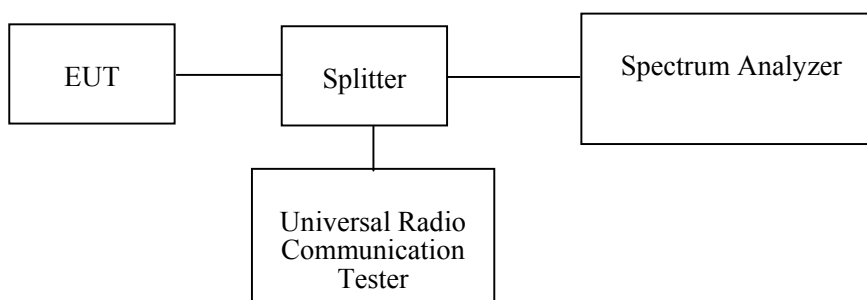 EUT
Splitter
Spectrum Analyzer
Universal Radio
Communication
Tester